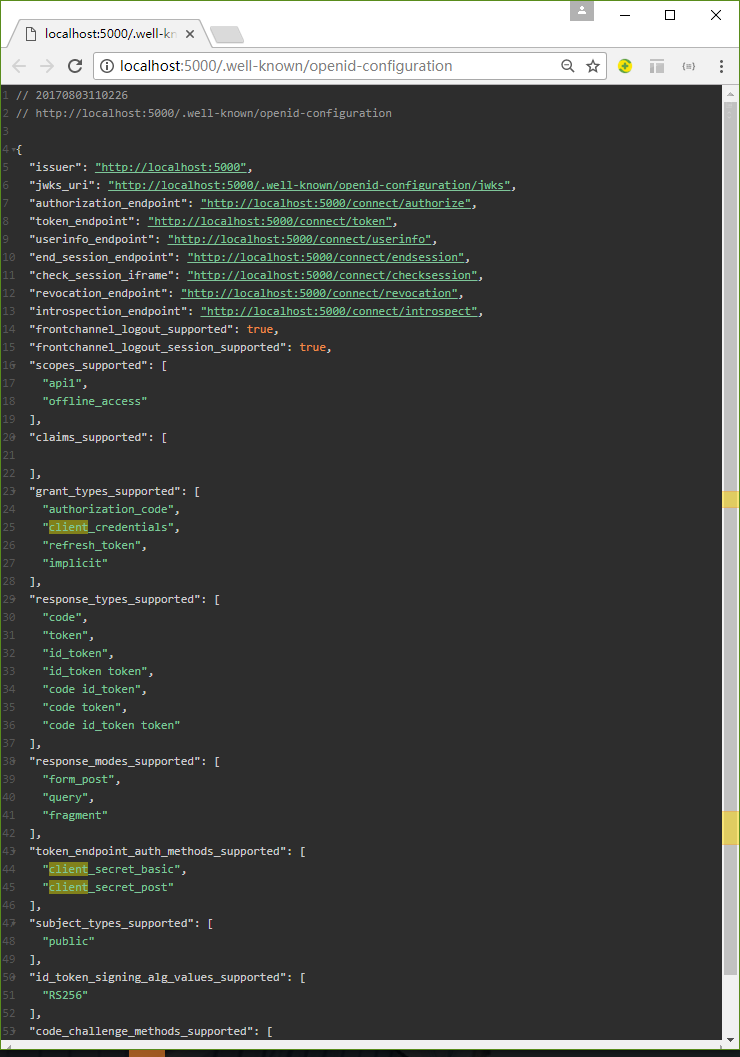 localhost:5000/.well-kn
localhost:5000/.well-known/openid-configuration
1 // 20170803110226
2 // http://localhost:5000/.well-known/openid-configuration
3
4 {
5 "issuer": "http://localhost:5000",
6 "jwks_uri": "http://localhost:5000/.well-known/openid-configuration/jwks",
7 "authorization_endpoint": "http://localhost:5000/connect/authorize",
8 "token_endpoint": "http://localhost:5000/connect/token",
9 "userinfo_endpoint": "http://localhost:5000/connect/userinfo",
10 "end_session_endpoint": "http://localhost:5000/connect/endsession",
11 "check_session_iframe": "http://localhost:5000/connect/checksession",
12 "revocation_endpoint": "http://localhost:5000/connect/revocation",
13 "introspection_endpoint": "http://localhost:5000/connect/introspect",
14 "frontchannel_logout_supported": true,
15 "frontchannel_logout_session_supported": true,
16 "scopes_supported": [
17 "api1",
18 "offline_access"
19 ],
20 "claims_supported": [
21
22 ],
23 "grant_types_supported": [
24 "authorization_code",
25 "client_credentials",
26 "refresh_token",
27 "implicit"
28 ],
29 "response_types_supported": [
30 "code",
31 "token",
32 "id_token",
33 "id_token token",
34 "code id_token",
35 "code token",
36 "code id_token token"
37 ],
38 "response_modes_supported": [
39 "form_post",
40 "query",
41 "fragment"
42 ],
43 "token_endpoint_auth_methods_supported": [
44 "client_secret_basic",
45 "client_secret_post"
46 ],
47 "subject_types_supported": [
48 "public"
49 ],
50 "id_token_signing_alg_values_supported": [
51 "RS256"
52 ],
53 "code_challenge_methods_supported": [